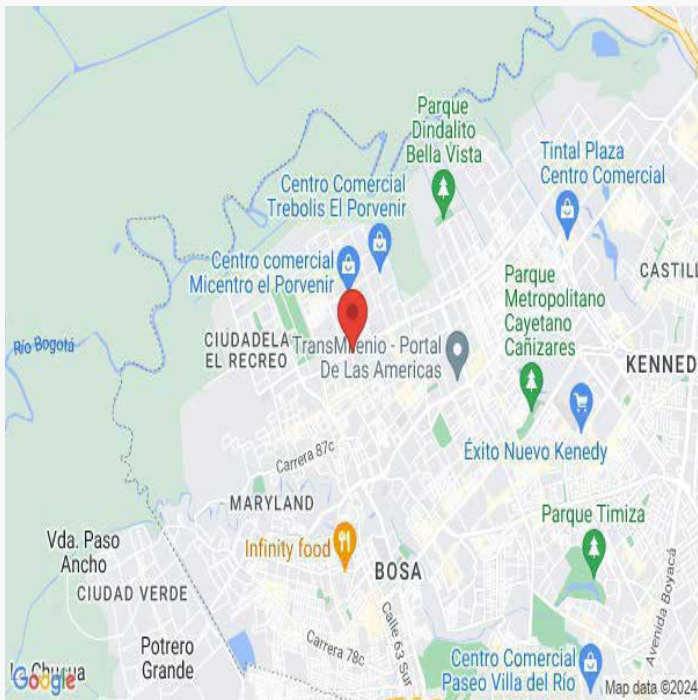 Parque
Dindalito
Bella Vista
Tintal Plaza
Centro Comercial
Centro Comercial
Trebolis El Porvenir
Centro comercial
Micentro el Porvenir
Parque
Metropolitano
Cayetano
Cañizares
CASTILL
Río Bogotá
CIUDADELA
EL RECREO
TransMilenio - Portal
De Las Americas
KENNED
Éxito Nuevo Kenedy
Carrera 87c
MARYLAND
Parque Timiza
Infinity food
Vda. Paso
Ancho
BOSA
CIUDAD VERDE
Calle 63 Sur
Avenida Boyacá
Carrera 78c
Potrero
Grande
Centro Comercial
Paseo Villa del Río
Google
Map data ©202